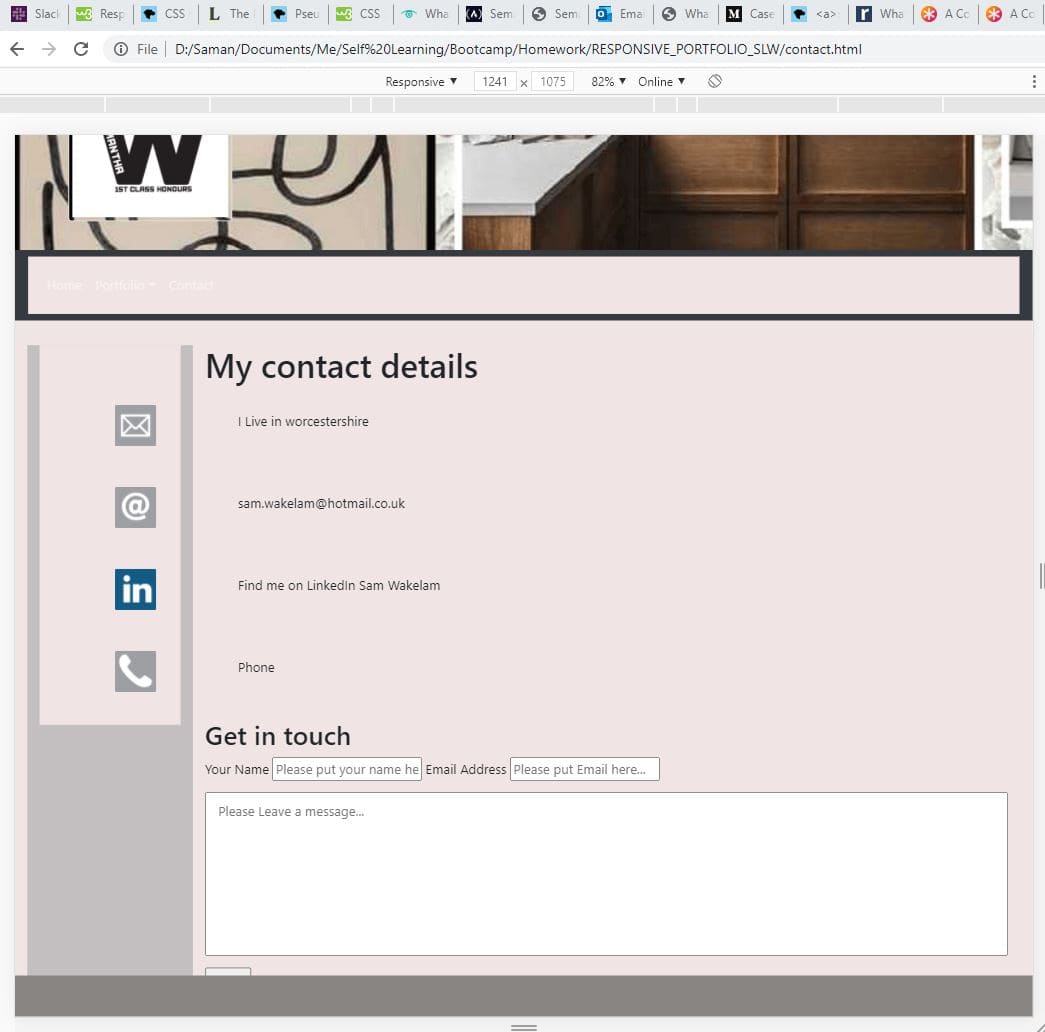 Slack Resp CSS The Pseu CSS Wha Sem Sem Ema Wha Case <a> Wha A Co A Co
File D:/Saman/Documents/Me/Self%20Learning/Bootcamp/Homework/RESPONSIVE_PORTFOLIO_SLW/contact.html
Responsive ▼ 1241 x 1075 82% ▼ Online ▼
ANTHA
W
1ST CLASS HONOURS
Home Portfolio Contact
My contact details
I Live in worcestershire
@ sam.wakelam@hotmail.co.uk
in Find me on LinkedIn Sam Wakelam
Phone
Get in touch
Your Name Please put your name he Email Address Please put Email here...
Please Leave a message...